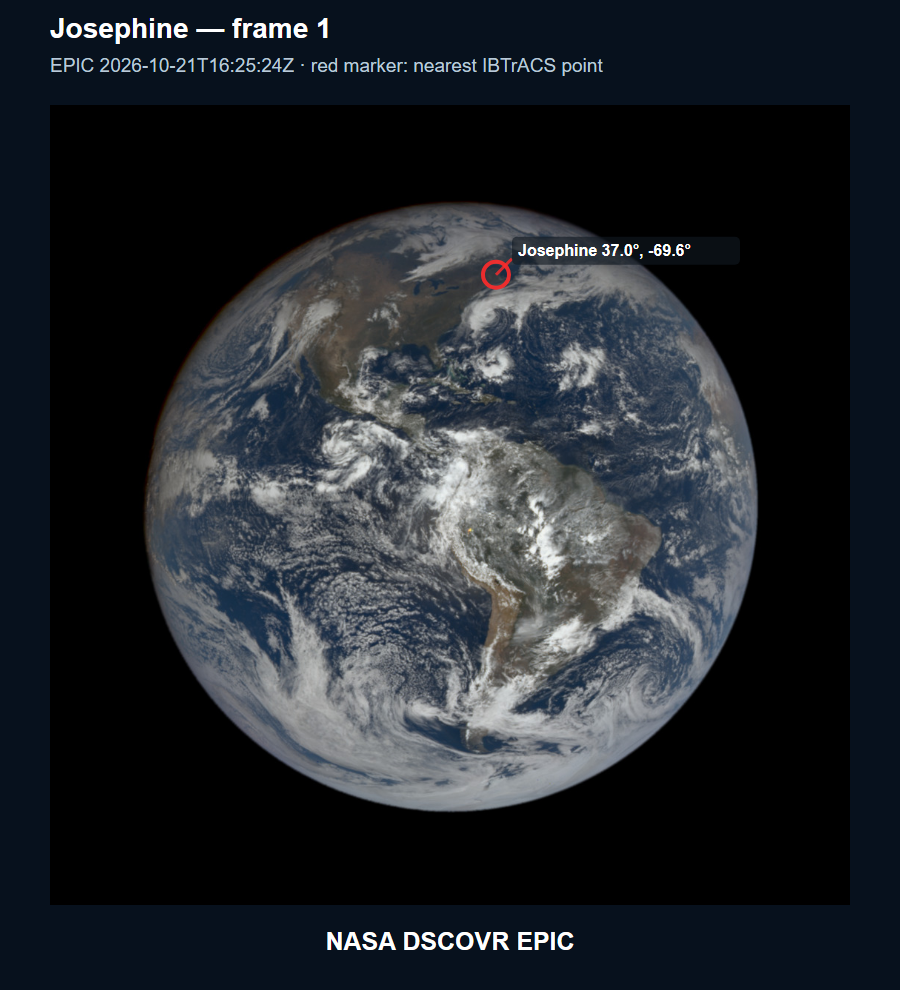 Josephine — frame 1
EPIC 2026-10-21T16:25:24Z · red marker: nearest IBTrACS point
Josephine 37.0°, -69.6°
NASA DSCOVR EPIC